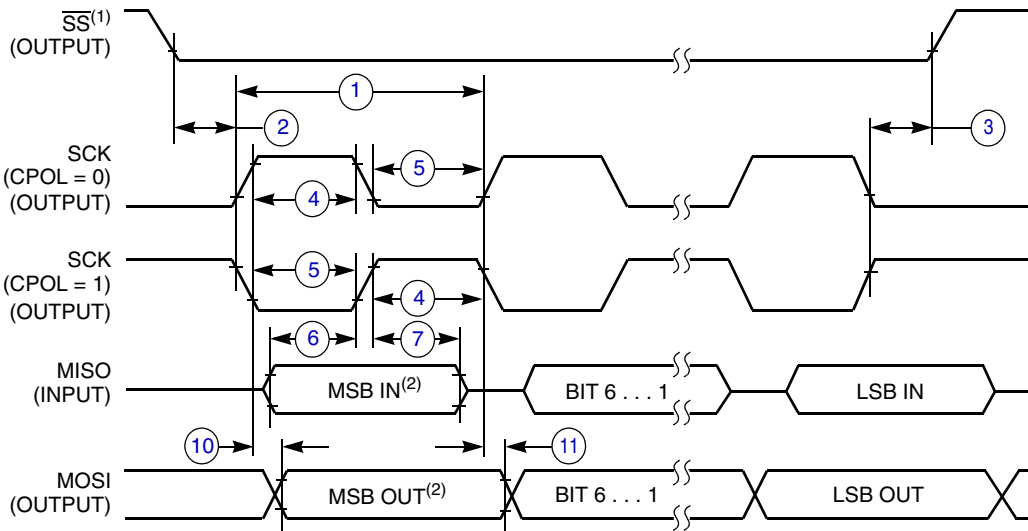 SS(1)
(OUTPUT)
1
2
3
SCK
(CPOL = 0)
(OUTPUT)
5
4
SCK
(CPOL = 1)
(OUTPUT)
5
4
6
7
MISO
(INPUT)
MSB IN(2)
BIT 6 . . . 1
LSB IN
10
11
MOSI
(OUTPUT)
MSB OUT(2)
BIT 6 . . . 1
LSB OUT